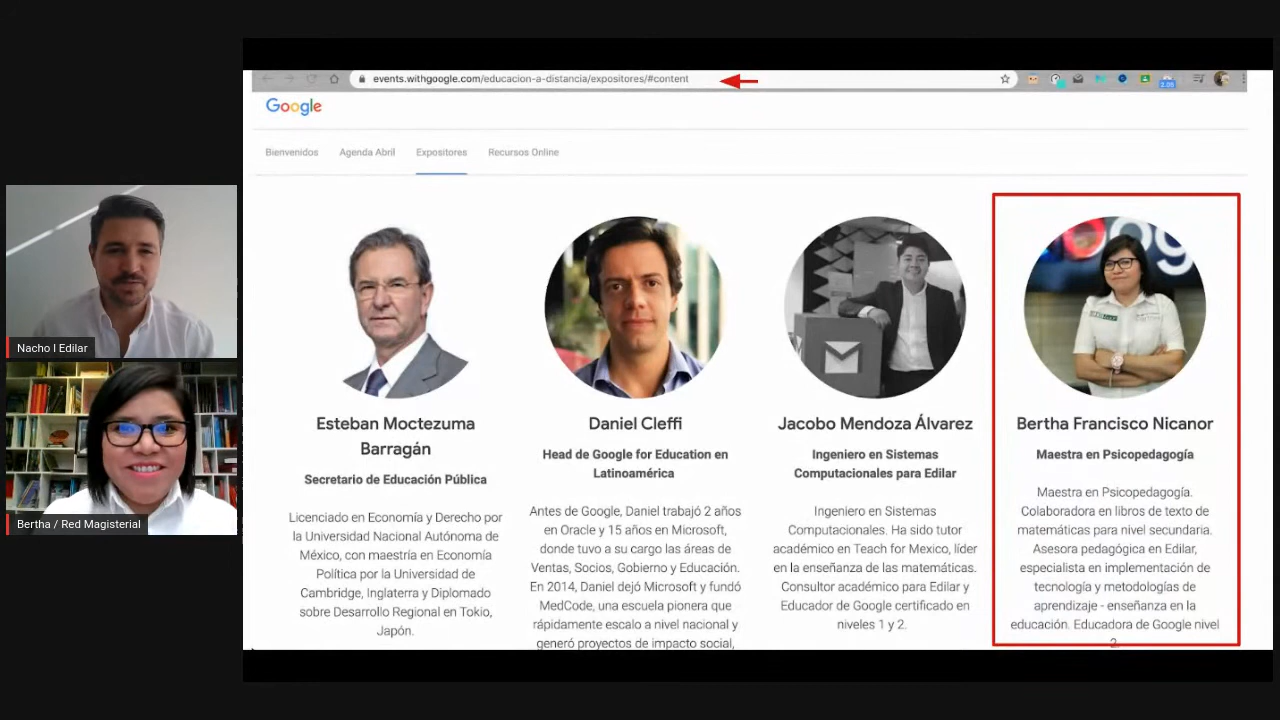 events.withgoogle.com/educacion-a-distancia/expositores/#content
2:05
Google
Bienvenidos
Agenda Abril
Expositores
Recursos Online
Nacho I Edilar
Bertha / Red Magisterial
Esteban Moctezuma
Barragán
Secretario de Educación Pública
Licenciado en Economía y Derecho por
la Universidad Nacional Autónoma de
México, con maestría en Economía
Política por la Universidad de
Cambridge, Inglaterra y Diplomado
sobre Desarrollo Regional en Tokio,
Japón.
Daniel Cleffi
Head de Google for Education en
Latinoamérica
Antes de Google, Daniel trabajó 2 años
en Oracle y 15 años en Microsoft,
donde tuvo a su cargo las áreas de
Ventas, Socios, Gobierno y Educación.
En 2014, Daniel dejó Microsoft y fundó
MedCode, una escuela pionera que
rápidamente escalo a nivel nacional y
generó proyectos de impacto social,
Jacobo Mendoza Álvarez
Ingeniero en Sistemas
Computacionales para Edilar
Ingeniero en Sistemas
Computacionales. Ha sido tutor
académico en Teach for Mexico, líder
en la enseñanza de las matemáticas.
Consultor académico para Edilar y
Educador de Google certificado en
niveles 1 y 2.
Bertha Francisco Nicanor
Maestra en Psicopedagogía
Maestra en Psicopedagogía.
Colaboradora en libros de texto de
matemáticas para nivel secundaria.
Asesora pedagógica en Edilar,
especialista en implementación de
tecnología y metodologías de
aprendizaje - enseñanza en la
educación. Educadora de Google nivel
2.